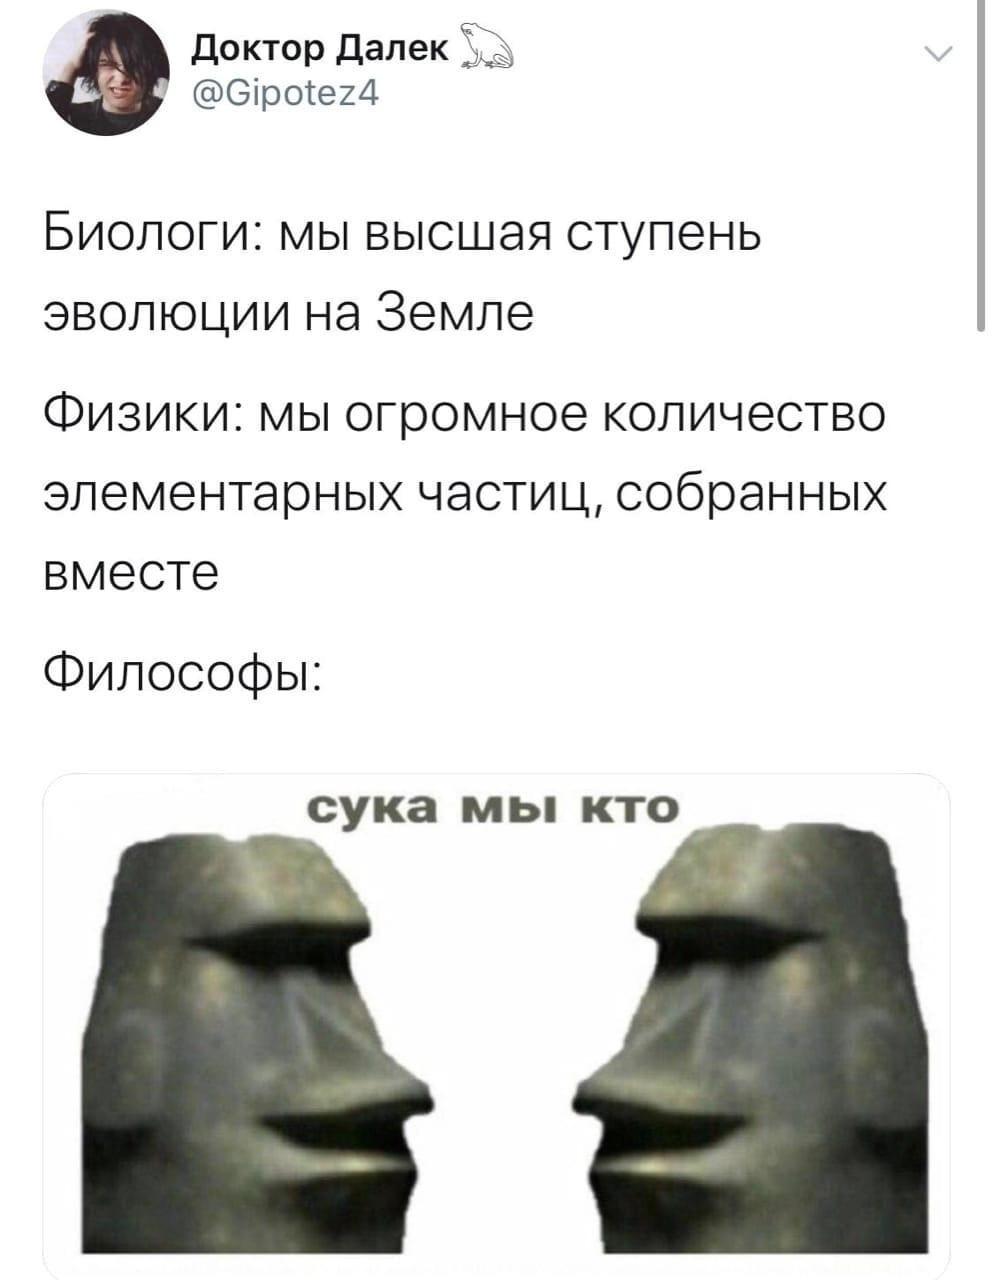 Доктор Далек
@Gipotez4
Биологи: мы высшая ступень
эволюции на Земле
Физики: мы огромное количество
элементарных частиц, собранных
вместе
Философы:
сука мы кто